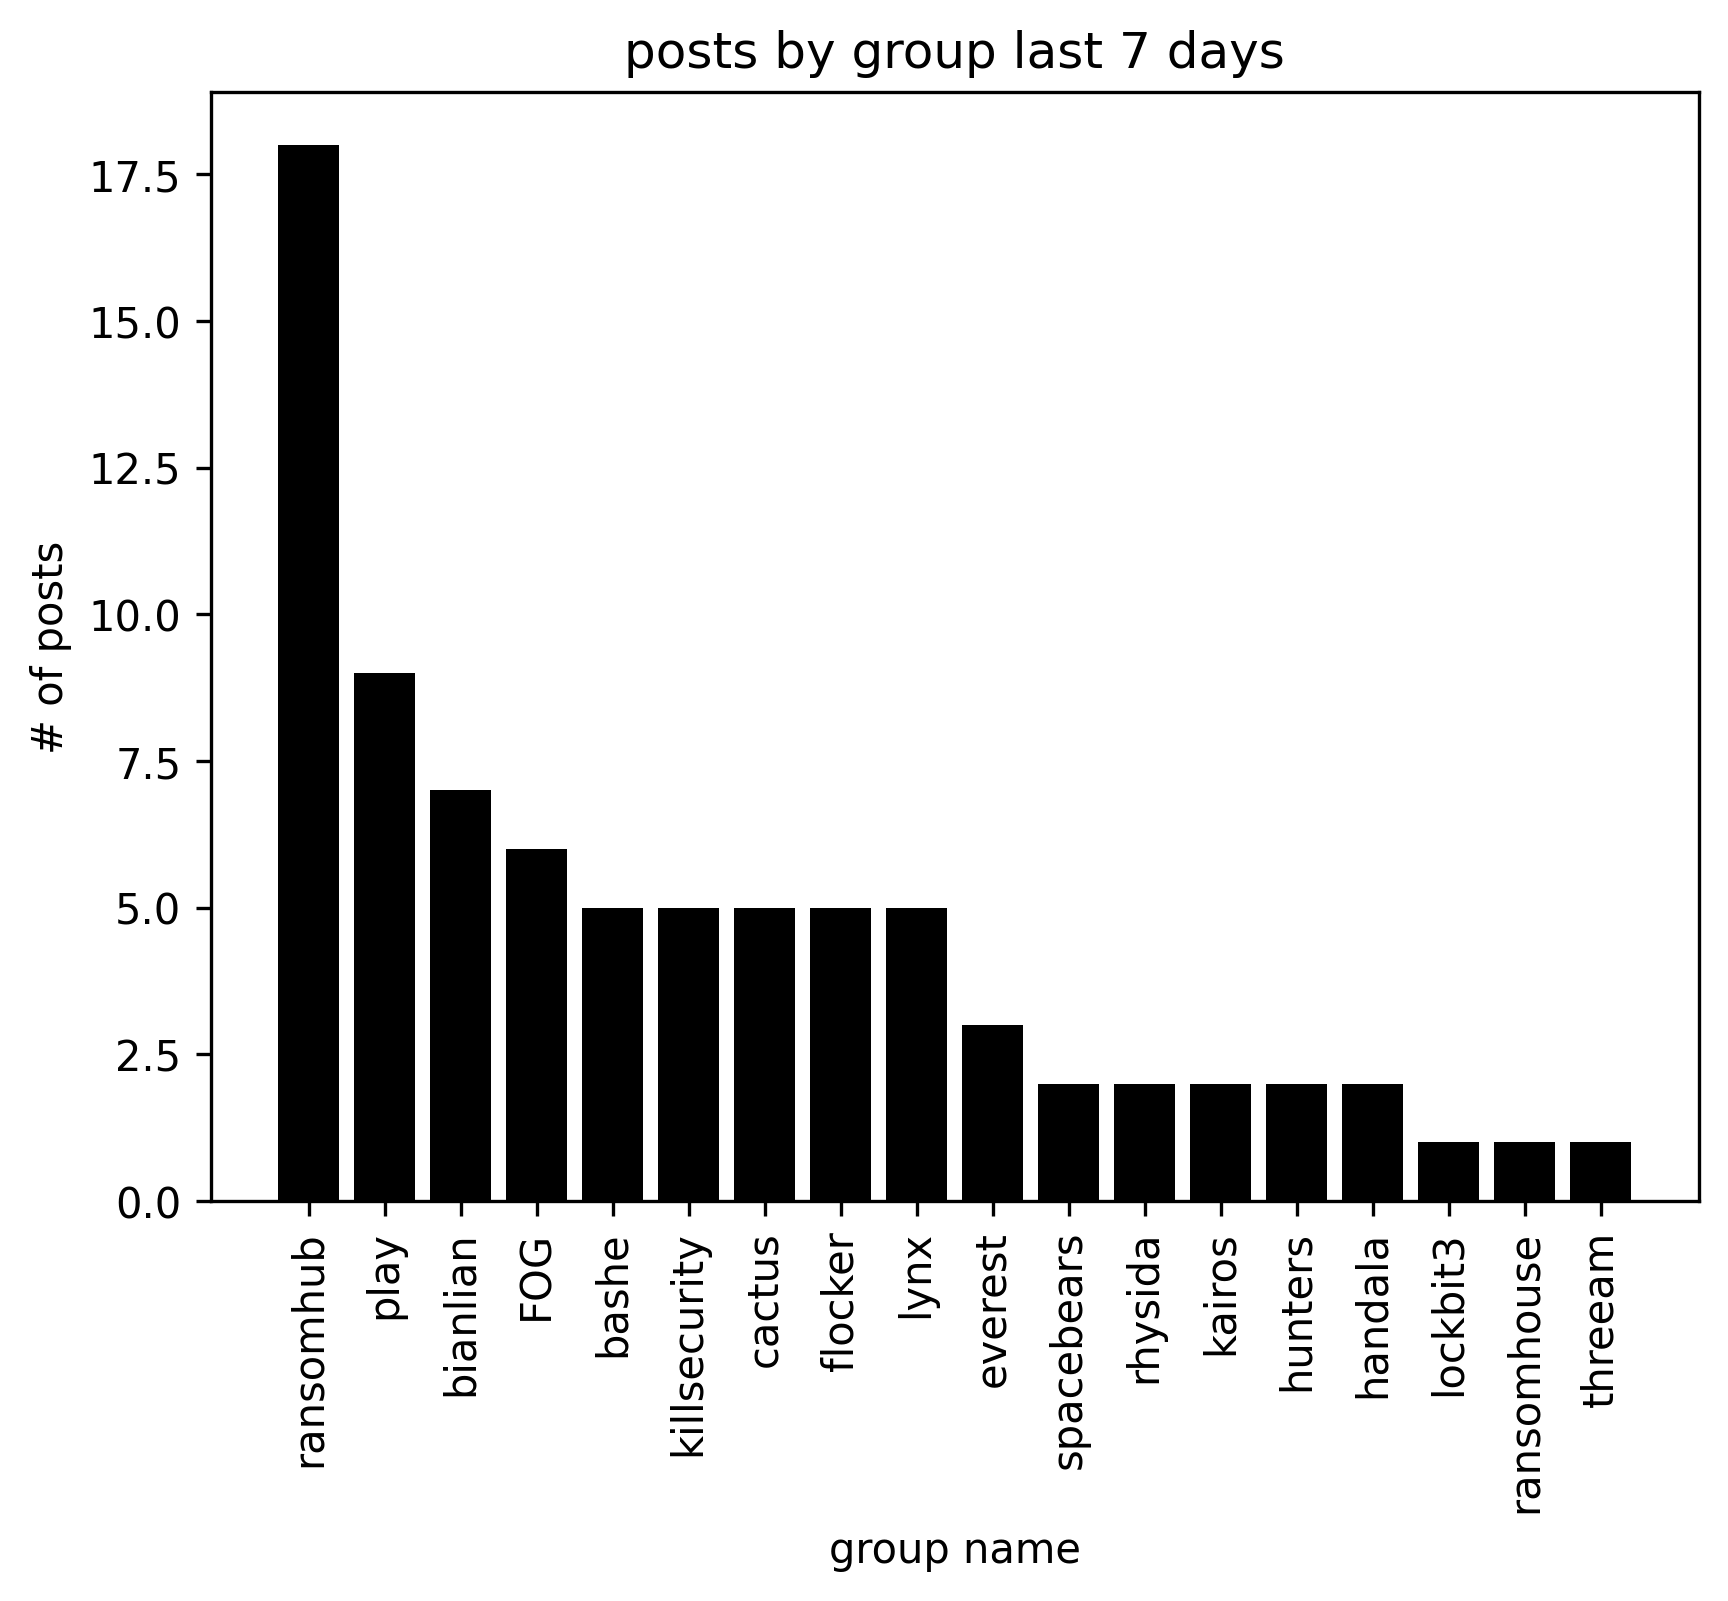 posts by group last 7 days
# of posts
17.5
15.0
12.5
10.0
7.5
5.0
2.5
0.0
ransomhub
play
bianlian
FOG
bashe
killsecurity
cactus
flocker
lynx
everest
spacebears
rhysida
kairos
hunters
handala
lockbit3
ransomhouse
threeam
group name